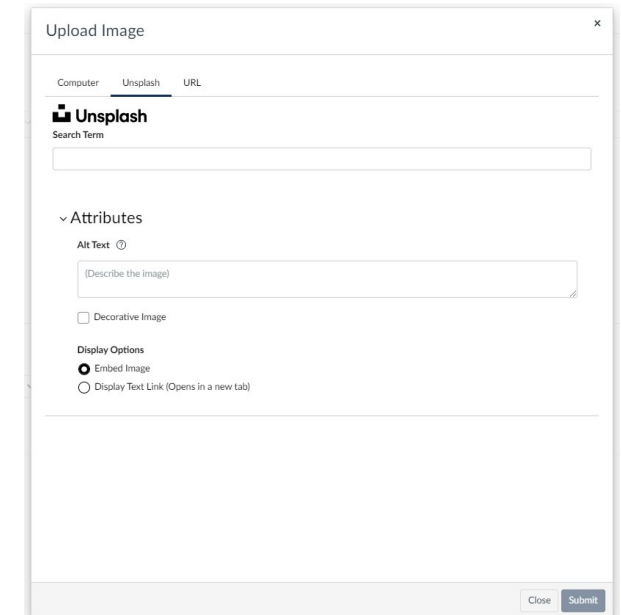 Upload Image
×
Computer Unsplash URL
Unsplash
Search Term
Attributes
Alt Text ?
(Describe the image)
Decorative Image
Display Options
Embed Image
Display Text Link (Opens in a new tab)
Close Submit